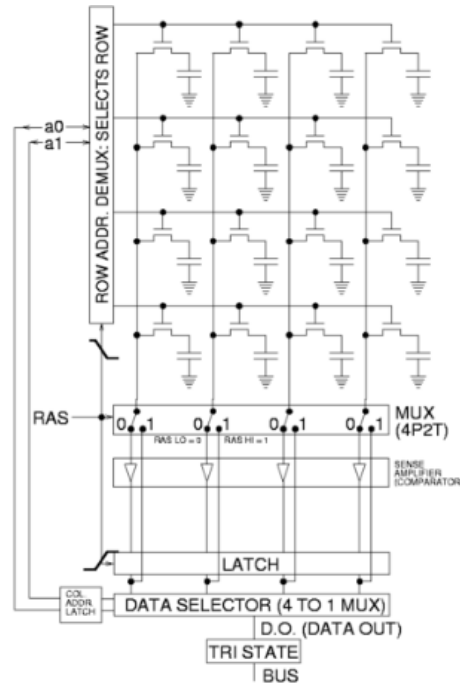 ROW ADDR. DEMUX: SELECTS ROW
a0
a1
RAS
0 1
0 1
0 1
0 1
MUX
(4P2T)
RAS LO = 0
RAS HI = 1
SENSE
AMPLIFIER
(COMPARATOR
LATCH
COL.
ADDR.
LATCH
DATA SELECTOR (4 TO 1 MUX)
D.O. (DATA OUT)
TRI STATE
BUS